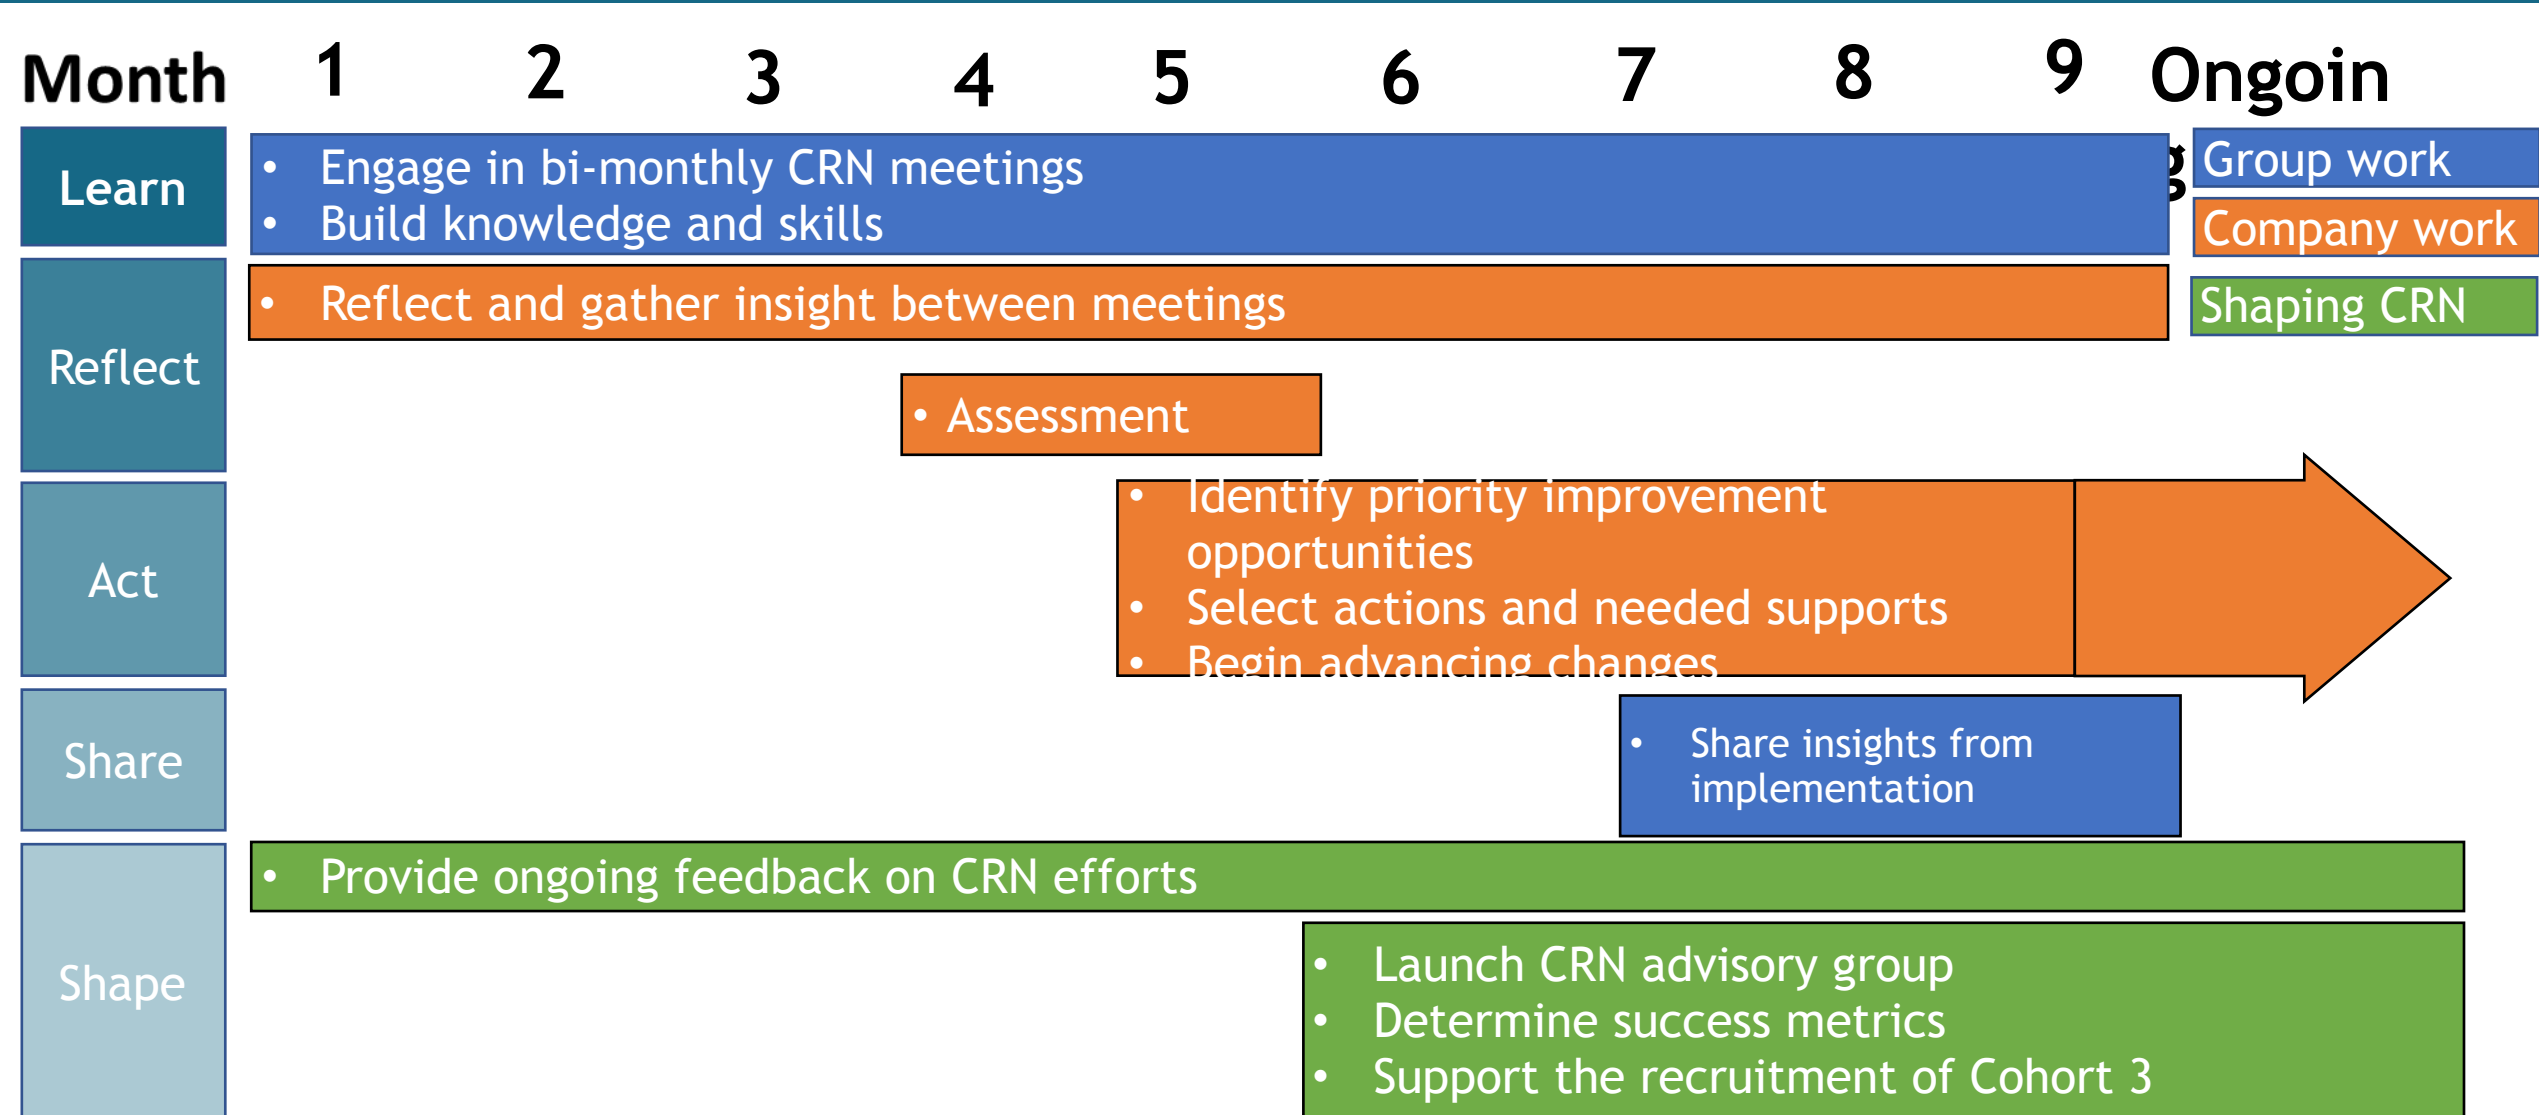 Month 1 2 3 4 5 6 7 8 9 Ongoin
g
Learn
• Engage in bi-monthly CRN meetings
• Build knowledge and skills
Group work
Company work
Shaping CRN
Reflect
• Reflect and gather insight between meetings
• Assessment
Act
• Identify priority improvement
opportunities
• Select actions and needed supports
• Begin advancing changes
Share
• Share insights from
implementation
Shape
• Provide ongoing feedback on CRN efforts
• Launch CRN advisory group
• Determine success metrics
• Support the recruitment of Cohort 3